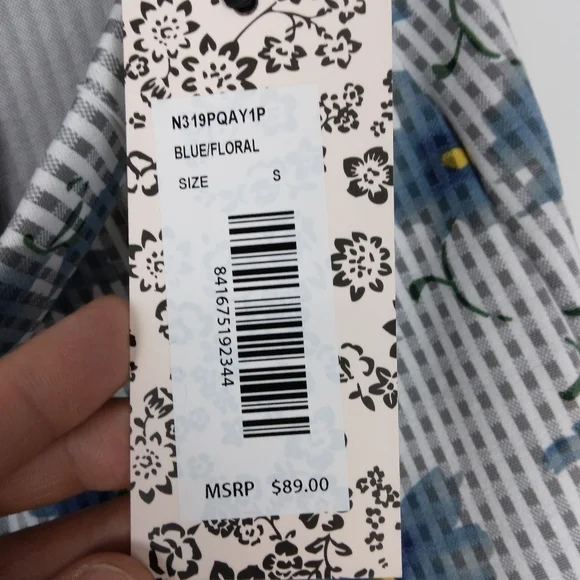 N319PQAY1P
BLUE/FLORAL
SIZE S
841675192344
MSRP $89.00